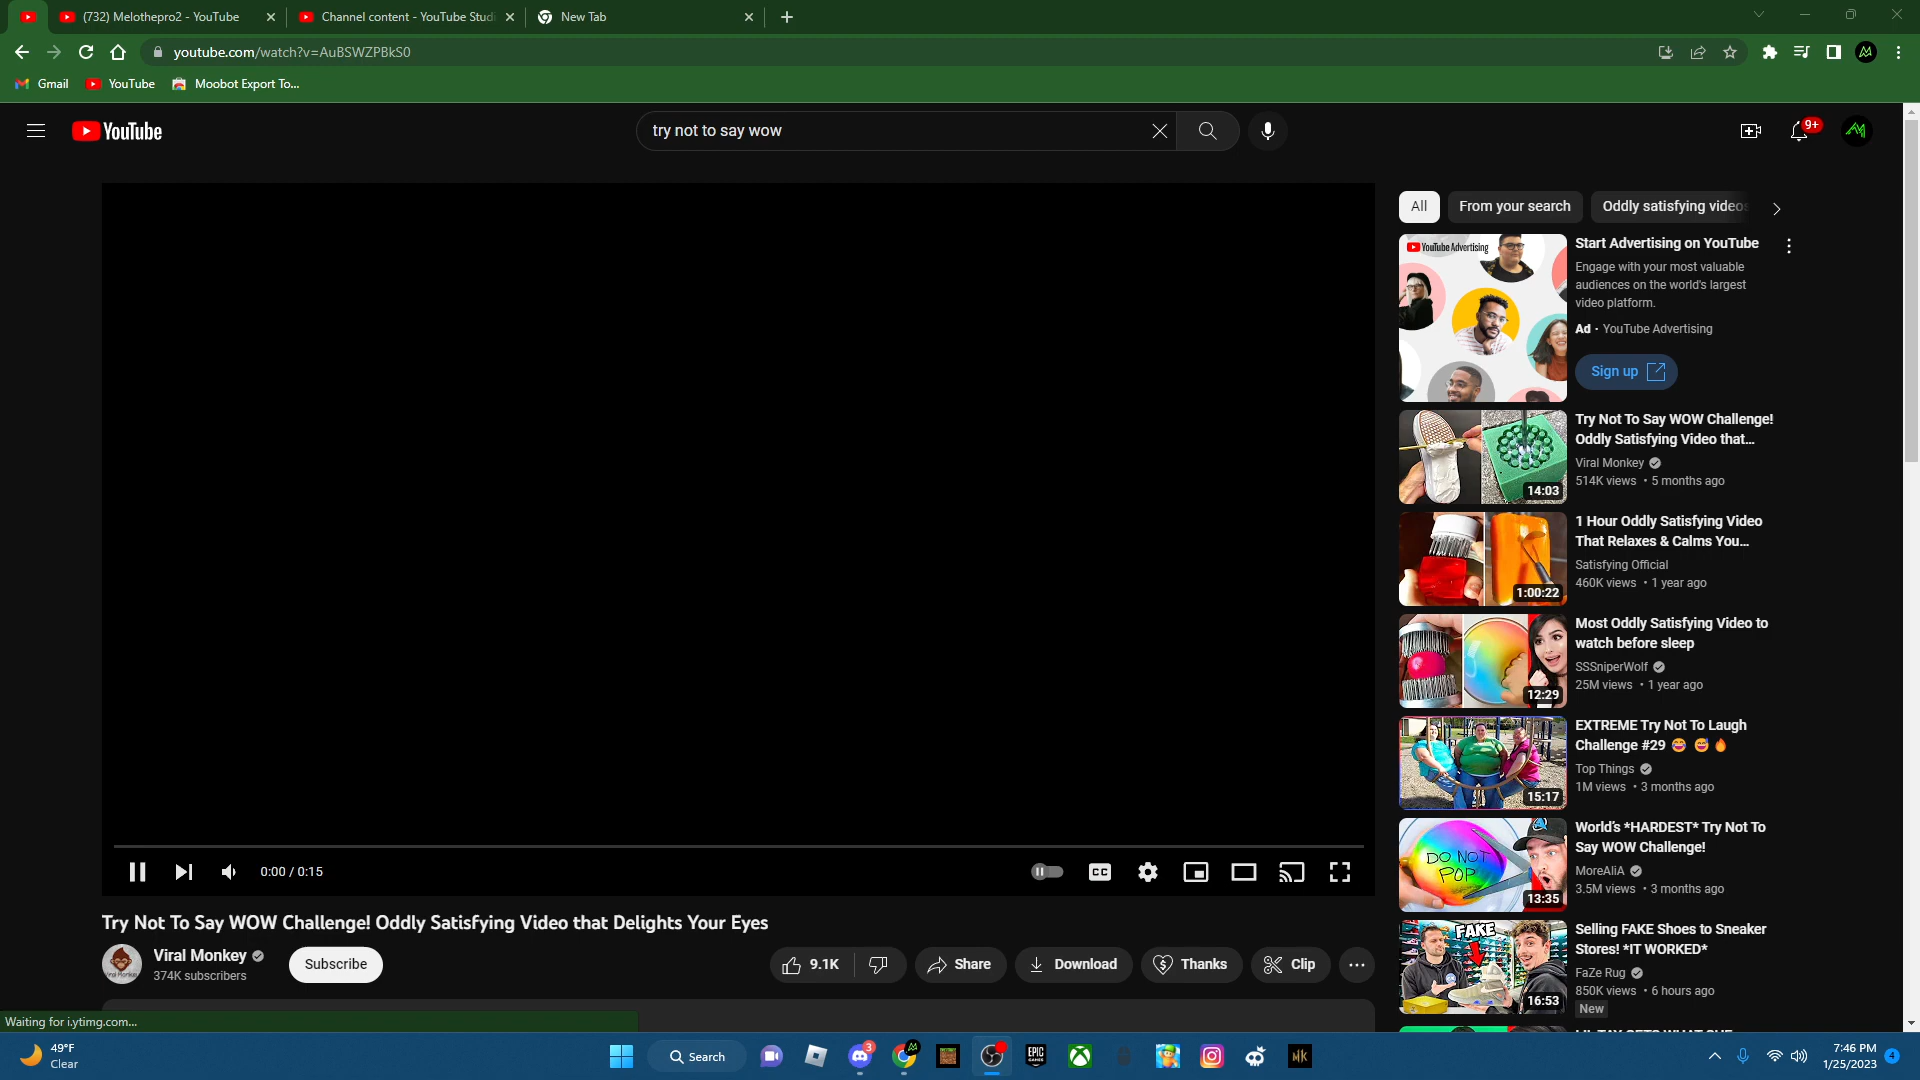 (732) Melothepro2 - YouTube
Channel content - YouTube Studi
New Tab
youtube.com/watch?v=AuBSWZPBkS0
Gmail
YouTube
Moobot Export To...
YouTube
try not to say wow
9+
All
From your search
Oddly satisfying videos
YouTube Advertising
Start Advertising on YouTube
Engage with your most valuable
audiences on the world's largest
video platform.
Ad · YouTube Advertising
Sign up
14:03
Try Not To Say WOW Challenge!
Oddly Satisfying Video that...
Viral Monkey
514K views • 5 months ago
1:00:22
1 Hour Oddly Satisfying Video
That Relaxes & Calms You...
Satisfying Official
460K views • 1 year ago
12:29
Most Oddly Satisfying Video to
watch before sleep
SSSniperWolf
25M views • 1 year ago
15:17
EXTREME Try Not To Laugh
Challenge #29 😂 😅 🔥
Top Things
1M views • 3 months ago
DO NOT
POP
13:35
World's *HARDEST* Try Not To
Say WOW Challenge!
MoreAliA
3.5M views • 3 months ago
FAKE
16:53
Selling FAKE Shoes to Sneaker
Stores! *IT WORKED*
FaZe Rug
850K views • 6 hours ago
New
0:00 / 0:15
CC
Try Not To Say WOW Challenge! Oddly Satisfying Video that Delights Your Eyes
Viral Monkey
374K subscribers
Subscribe
9.1K
Share
Download
Thanks
Clip
Waiting for i.ytimg.com...
49°F
Clear
Search
3
EPIC
GAMES
MK
7:46 PM
1/25/2023
4